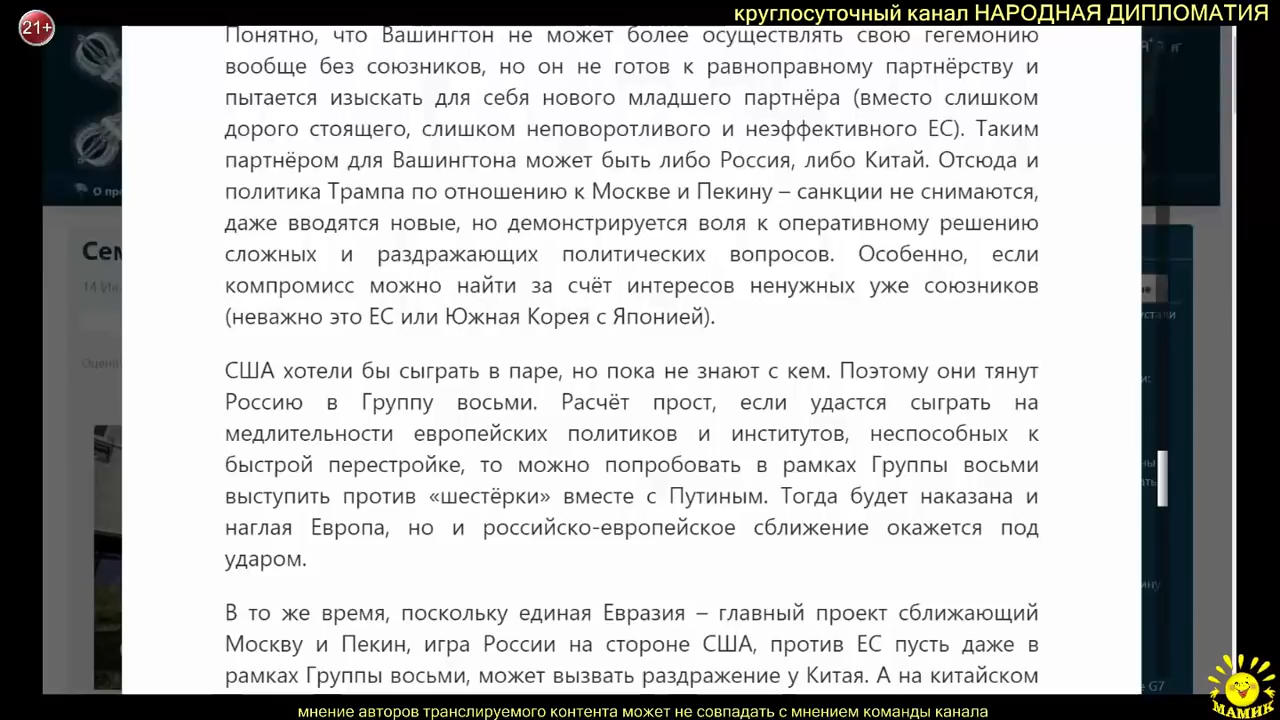 21+
круглосуточный канал НАРОДНАЯ ДИПЛОМАТИЯ
Понятно, что Вашингтон не может более осуществлять свою гегемонию
вообще без союзников, но он не готов к равноправному партнёрству и
пытается изыскать для себя нового младшего партнёра (вместо слишком
дорого стоящего, слишком неповоротливого и неэффективного ЕС). Таким
партнёром для Вашингтона может быть либо Россия, либо Китай. Отсюда и
политика Трампа по отношению к Москве и Пекину – санкции не снимаются,
даже вводятся новые, но демонстрируется воля к оперативному решению
сложных и раздражающих политических вопросов. Особенно, если
компромисс можно найти за счёт интересов ненужных уже союзников
(неважно это ЕС или Южная Корея с Японией).
США хотели бы сыграть в паре, но пока не знают с кем. Поэтому они тянут
Россию в Группу восьми. Расчёт прост, если удастся сыграть на
медлительности европейских политиков и институтов, неспособных к
быстрой перестройке, то можно попробовать в рамках Группы восьми
выступить против «шестёрки» вместе с Путиным. Тогда будет наказана и
наглая Европа, но и российско-европейское сближение окажется под
ударом.
В то же время, поскольку единая Евразия – главный проект сближающий
Москву и Пекин, игра России на стороне США, против ЕС пусть даже в
рамках Группы восьми, может вызвать раздражение у Китая. А на китайском
О пр
Сем
14 Ию
Оцени
G7
МАМИК
мнение авторов транслируемого контента может не совпадать с мнением команды канала